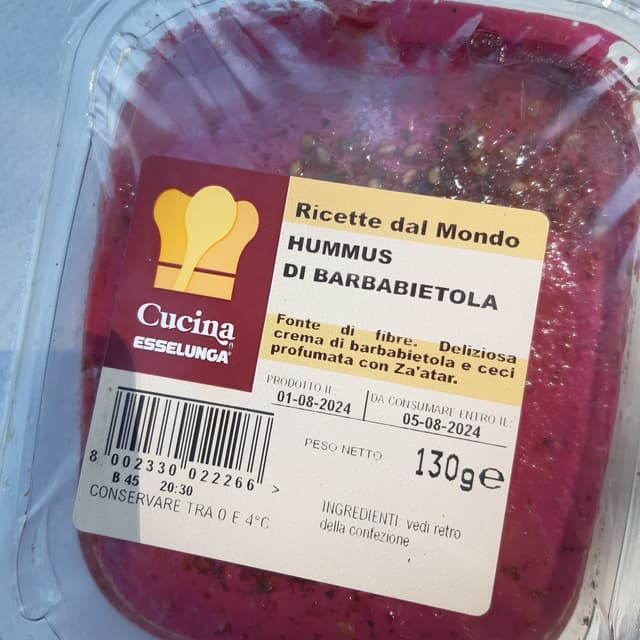 Ricette dal Mondo
HUMMUS
DI BARBABIETOLA
Cucina
ESSELUNGA®
Fonte di fibre. Deliziosa
crema di barbabietola e ceci
profumata con Za'atar.
PRODOTTO IL
01-08-2024
DA CONSUMARE ENTRO IL:
05-08-2024
PESO NETTO
130g e
8 002330 022266 >
B 45 20:30
CONSERVARE TRA 0 E 4°C
INGREDIENTI: vedi retro
della confezione